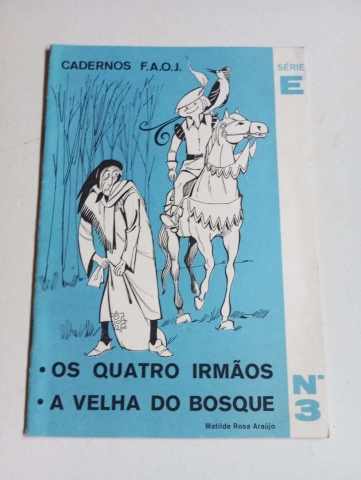 CADERNOS F.A.O.J.
SÉRIE
E
• OS QUATRO IRMÃOS
• A VELHA DO BOSQUE
Matilde Rosa Araújo
Nº
3